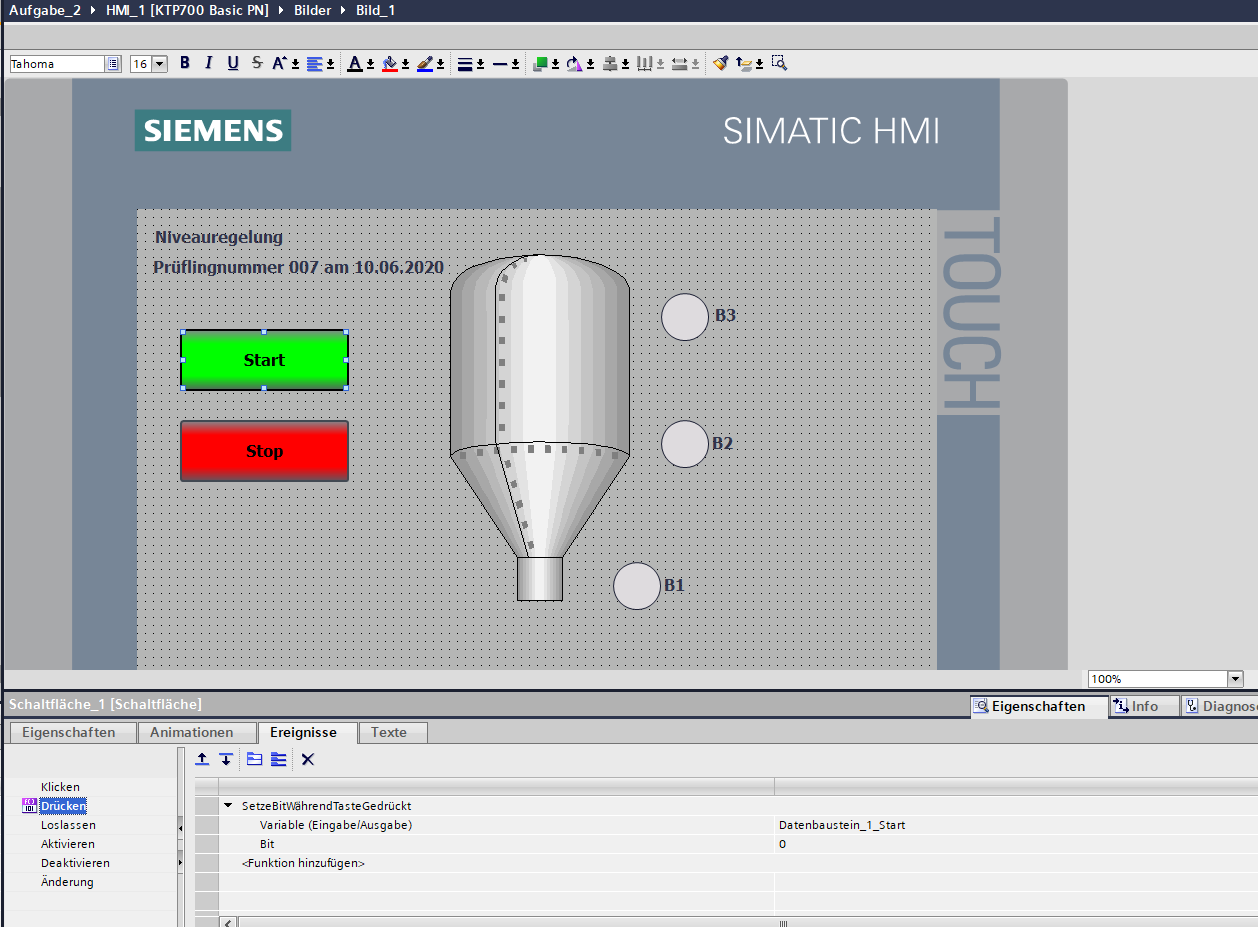 Aufgabe_2 ▸ HMI_1 [KTP700 Basic PN] ▸ Bilder ▸ Bild_1
Tahoma 16 B I U S A A
SIEMENS SIMATIC HMI
TOUCH
Niveauregelung
Prüflingnummer 007 am 10.06.2020
B3
Start
B2
Stop
B1
100%
Schaltfläche_1 [Schaltfläche]
Eigenschaften Info Diagnose
Eigenschaften Animationen Ereignisse Texte
Klicken
Drücken
Loslassen
Aktivieren
Deaktivieren
Änderung
SetzeBitWährendTasteGedrückt
Variable (Eingabe/Ausgabe) Datenbaustein_1_Start
Bit 0
<Funktion hinzufügen>